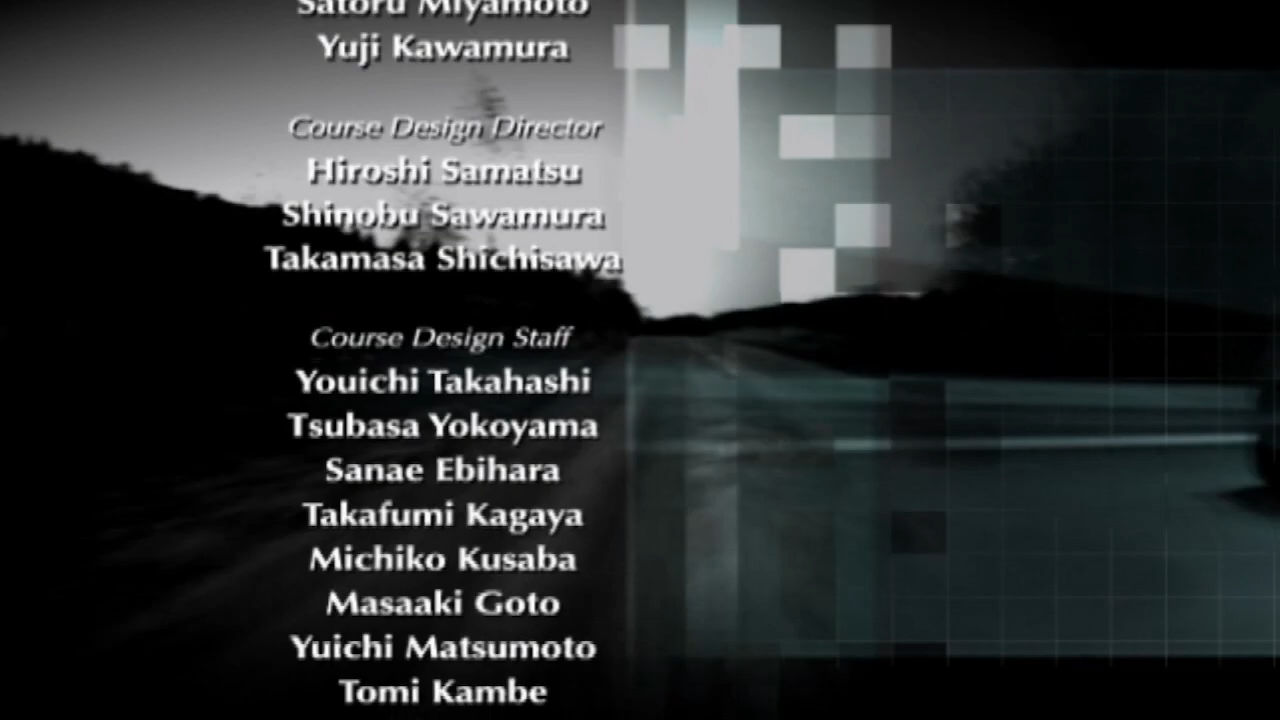 Satoru Miyamoto
Yuji Kawamura
Course Design Director
Hiroshi Samatsu
Shinobu Sawamura
Takamasa Shichisawa
Course Design Staff
Youichi Takahashi
Tsubasa Yokoyama
Sanae Ebihara
Takafumi Kagaya
Michiko Kusaba
Masaaki Goto
Yuichi Matsumoto
Tomi Kambe